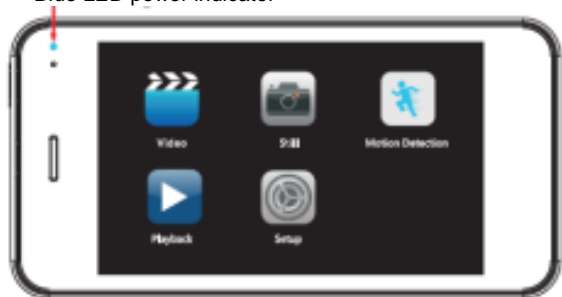 Blue LED power indicator
Video
Still
Motion Detection
Playback
Setup